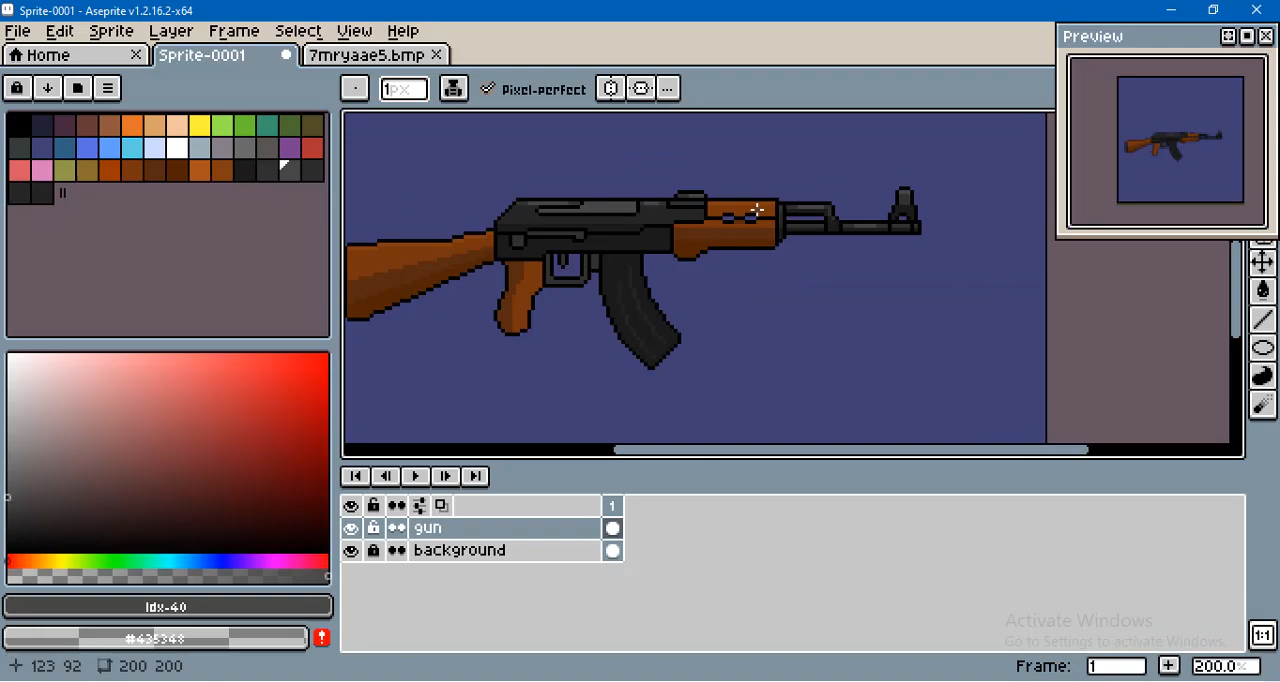 Sprite-0001 - Aseprite v1.2.16.2-x64
File Edit Sprite Layer Frame Select View Help
Home Sprite-0001 7mryaae5.bmp
Preview
1px Pixel-perfect ...
1
gun
background
Idx-40
#435348
Activate Windows
Go to Settings to activate Windows.
1:1
123 92 200 200 Frame: 1 + 200.0%